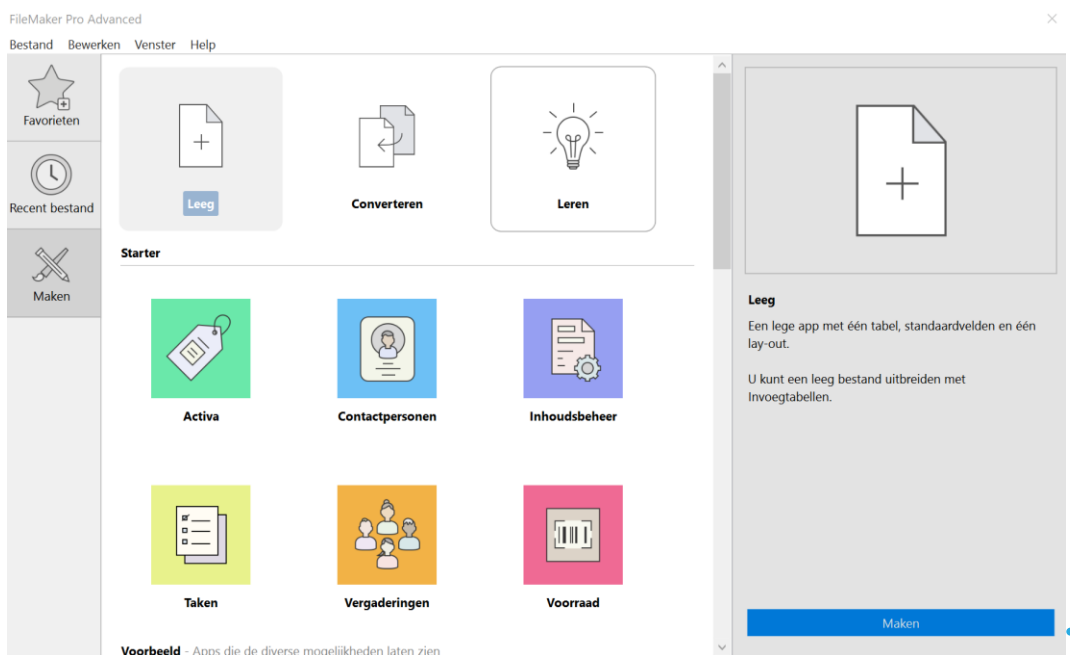 FileMaker Pro Advanced
Bestand Bewerken Venster Help
Favorieten
Recent bestand
Maken
Leeg
Converteren
Leren
Starter
Activa
Contactpersonen
Inhoudsbeheer
Taken
Vergaderingen
Voorraad
Voorbeeld - Apps die de diverse mogelijkheden laten zien
Leeg
Een lege app met één tabel, standaardvelden en één
lay-out.
U kunt een leeg bestand uitbreiden met
Invoegtabellen.
Maken